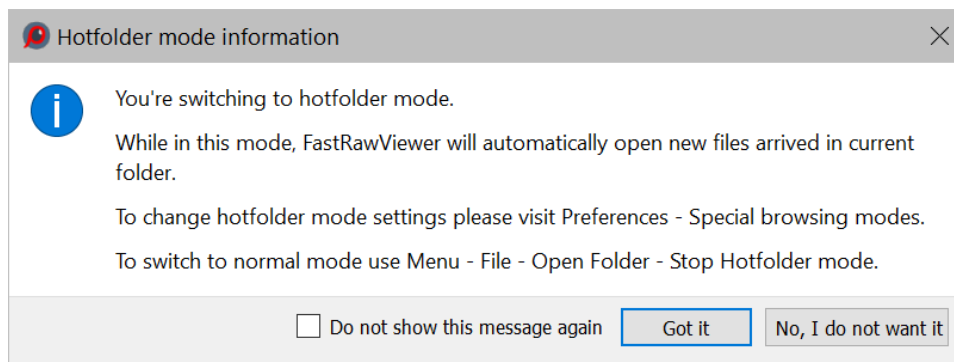 Hotfolder mode information
You're switching to hotfolder mode.
While in this mode, FastRawViewer will automatically open new files arrived in current
folder.
To change hotfolder mode settings please visit Preferences - Special browsing modes.
To switch to normal mode use Menu - File - Open Folder - Stop Hotfolder mode.
Do not show this message again Got it No, I do not want it